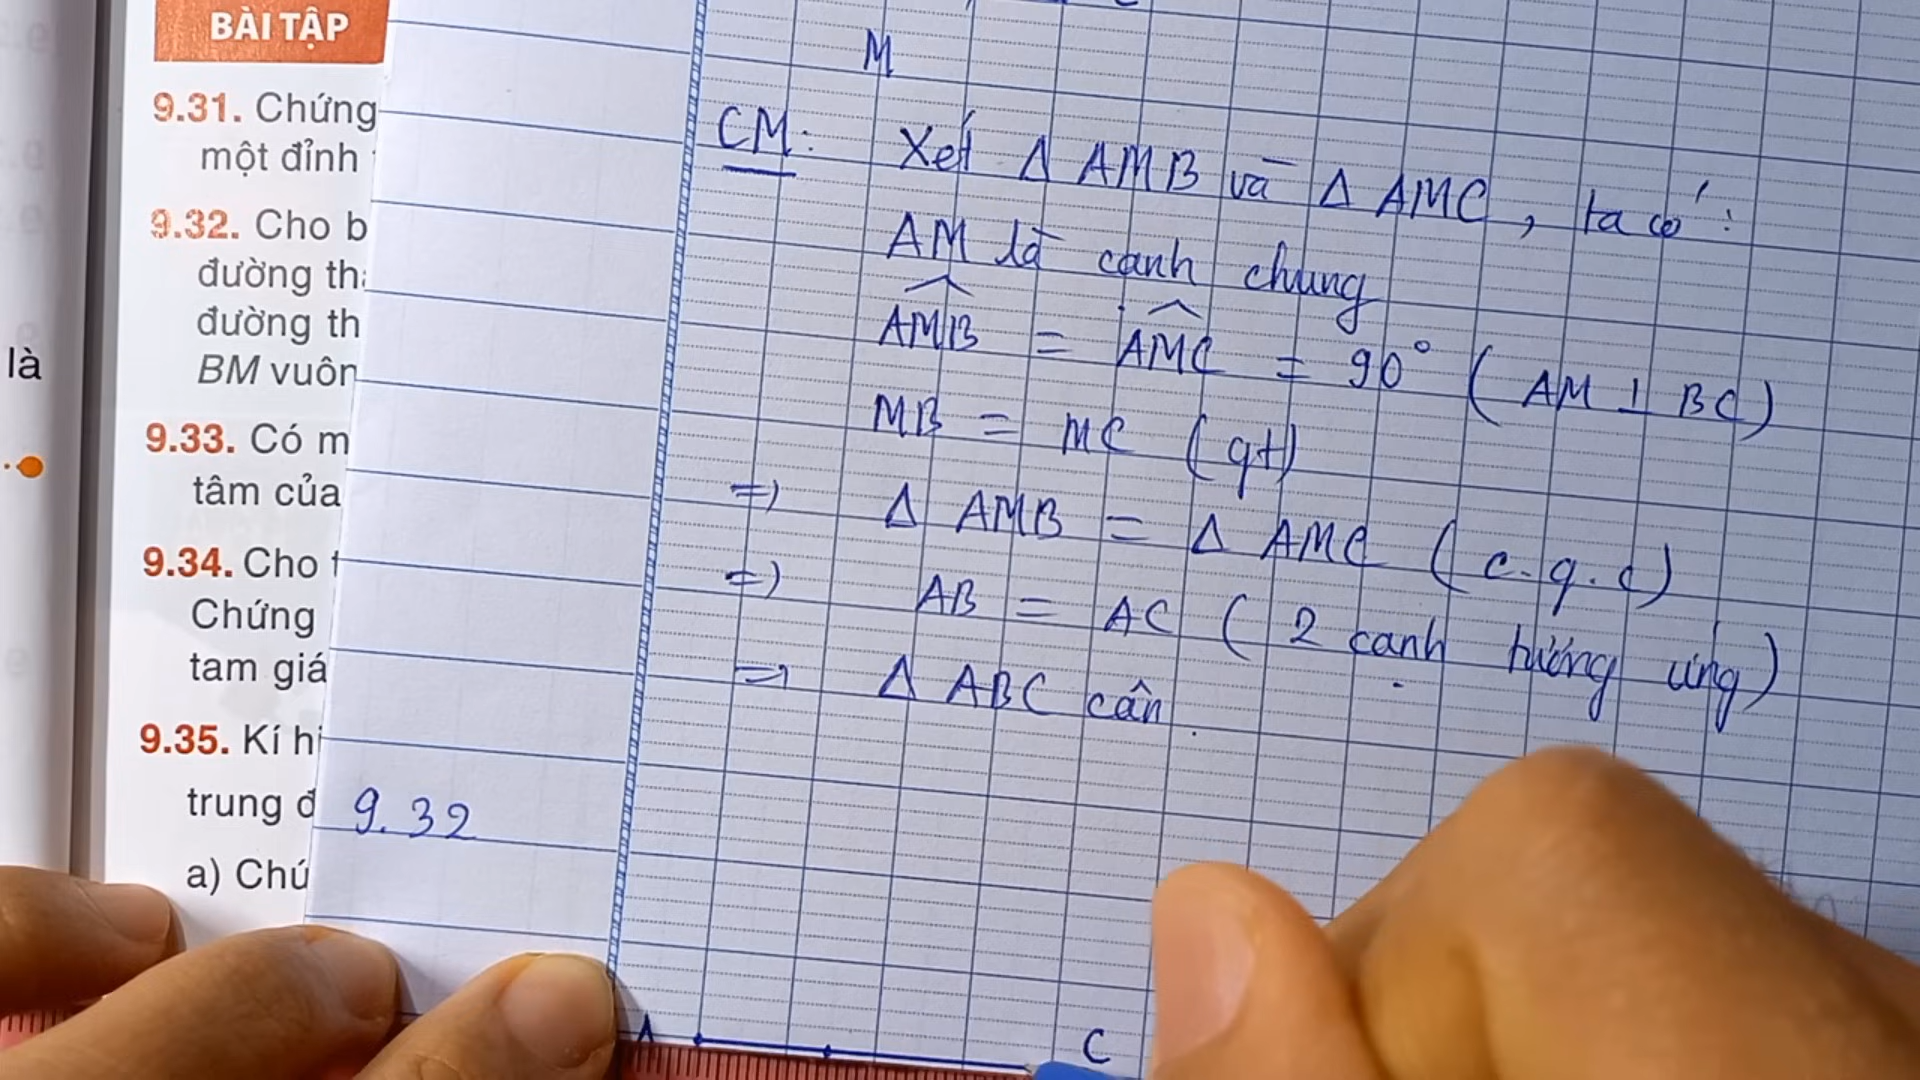 BÀI TẬP
9.31. Chứng
một đỉnh
9.32. Cho b
đường th
đường th
BM vuôn
là
9.33. Có m
tâm của
9.34. Cho t
Chứng
tam giá
9.35. Kí hi
trung đ
a) Chú
M
CM: Xét Δ AMB và Δ AMC, ta có:
AM là cạnh chung
AMB = AMC = 90° (AM ⊥ BC)
MB = MC (gt)
=> Δ AMB = Δ AMC (c.g.c)
=> AB = AC (2 cạnh tương ứng)
=> Δ ABC cân
9.32
A C